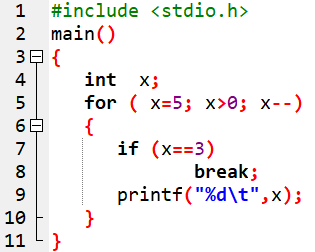 1 #include <stdio.h>
2 main()
3 {
4 int x;
5 for ( x=5; x>0; x--)
6 {
7 if (x==3)
8 break;
9 printf("%d\t",x);
10 }
11 }